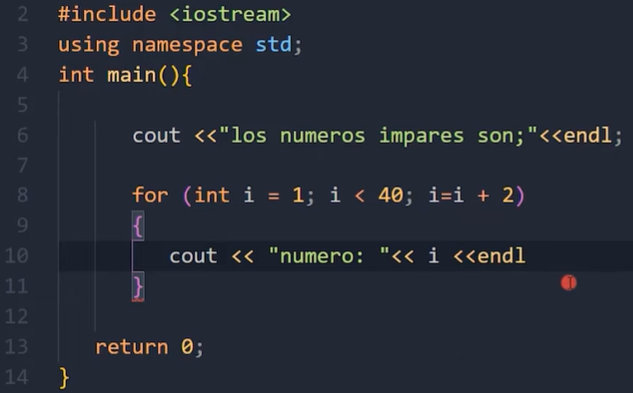 2 #include <iostream>
3 using namespace std;
4 int main(){
5
6 cout <<"los numeros impares son;"<<endl;
7
8 for (int i = 1; i < 40; i=i + 2)
9 {
10 cout << "numero: "<< i <<endl
11 }
12
13 return 0;
14 }